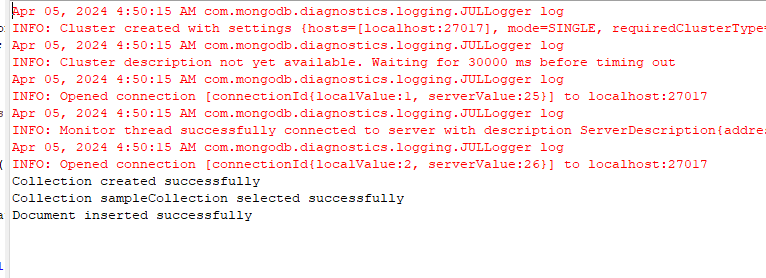 Apr 05, 2024 4:50:15 AM com.mongodb.diagnostics.logging.JULLogger log
INFO: Cluster created with settings {hosts=[localhost:27017], mode=SINGLE, requiredClusterType=
Apr 05, 2024 4:50:15 AM com.mongodb.diagnostics.logging.JULLogger log
INFO: Cluster description not yet available. Waiting for 30000 ms before timing out
Apr 05, 2024 4:50:15 AM com.mongodb.diagnostics.logging.JULLogger log
INFO: Opened connection [connectionId{localValue:1, serverValue:25}] to localhost:27017
Apr 05, 2024 4:50:15 AM com.mongodb.diagnostics.logging.JULLogger log
INFO: Monitor thread successfully connected to server with description ServerDescription{addre
Apr 05, 2024 4:50:15 AM com.mongodb.diagnostics.logging.JULLogger log
INFO: Opened connection [connectionId{localValue:2, serverValue:26}] to localhost:27017
Collection created successfully
Collection sampleCollection selected successfully
Document inserted successfully